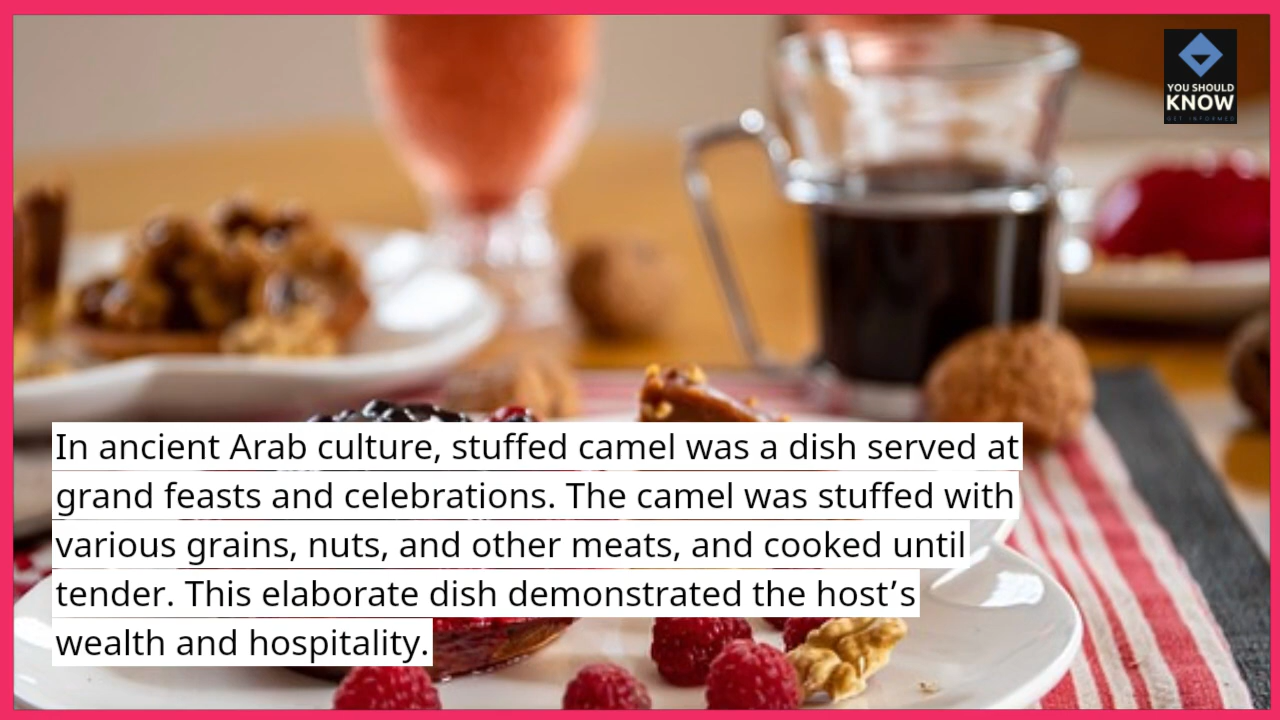 YOU SHOULD
KNOW
GET INFORMED
In ancient Arab culture, stuffed camel was a dish served at
grand feasts and celebrations. The camel was stuffed with
various grains, nuts, and other meats, and cooked until
tender. This elaborate dish demonstrated the host’s
wealth and hospitality.